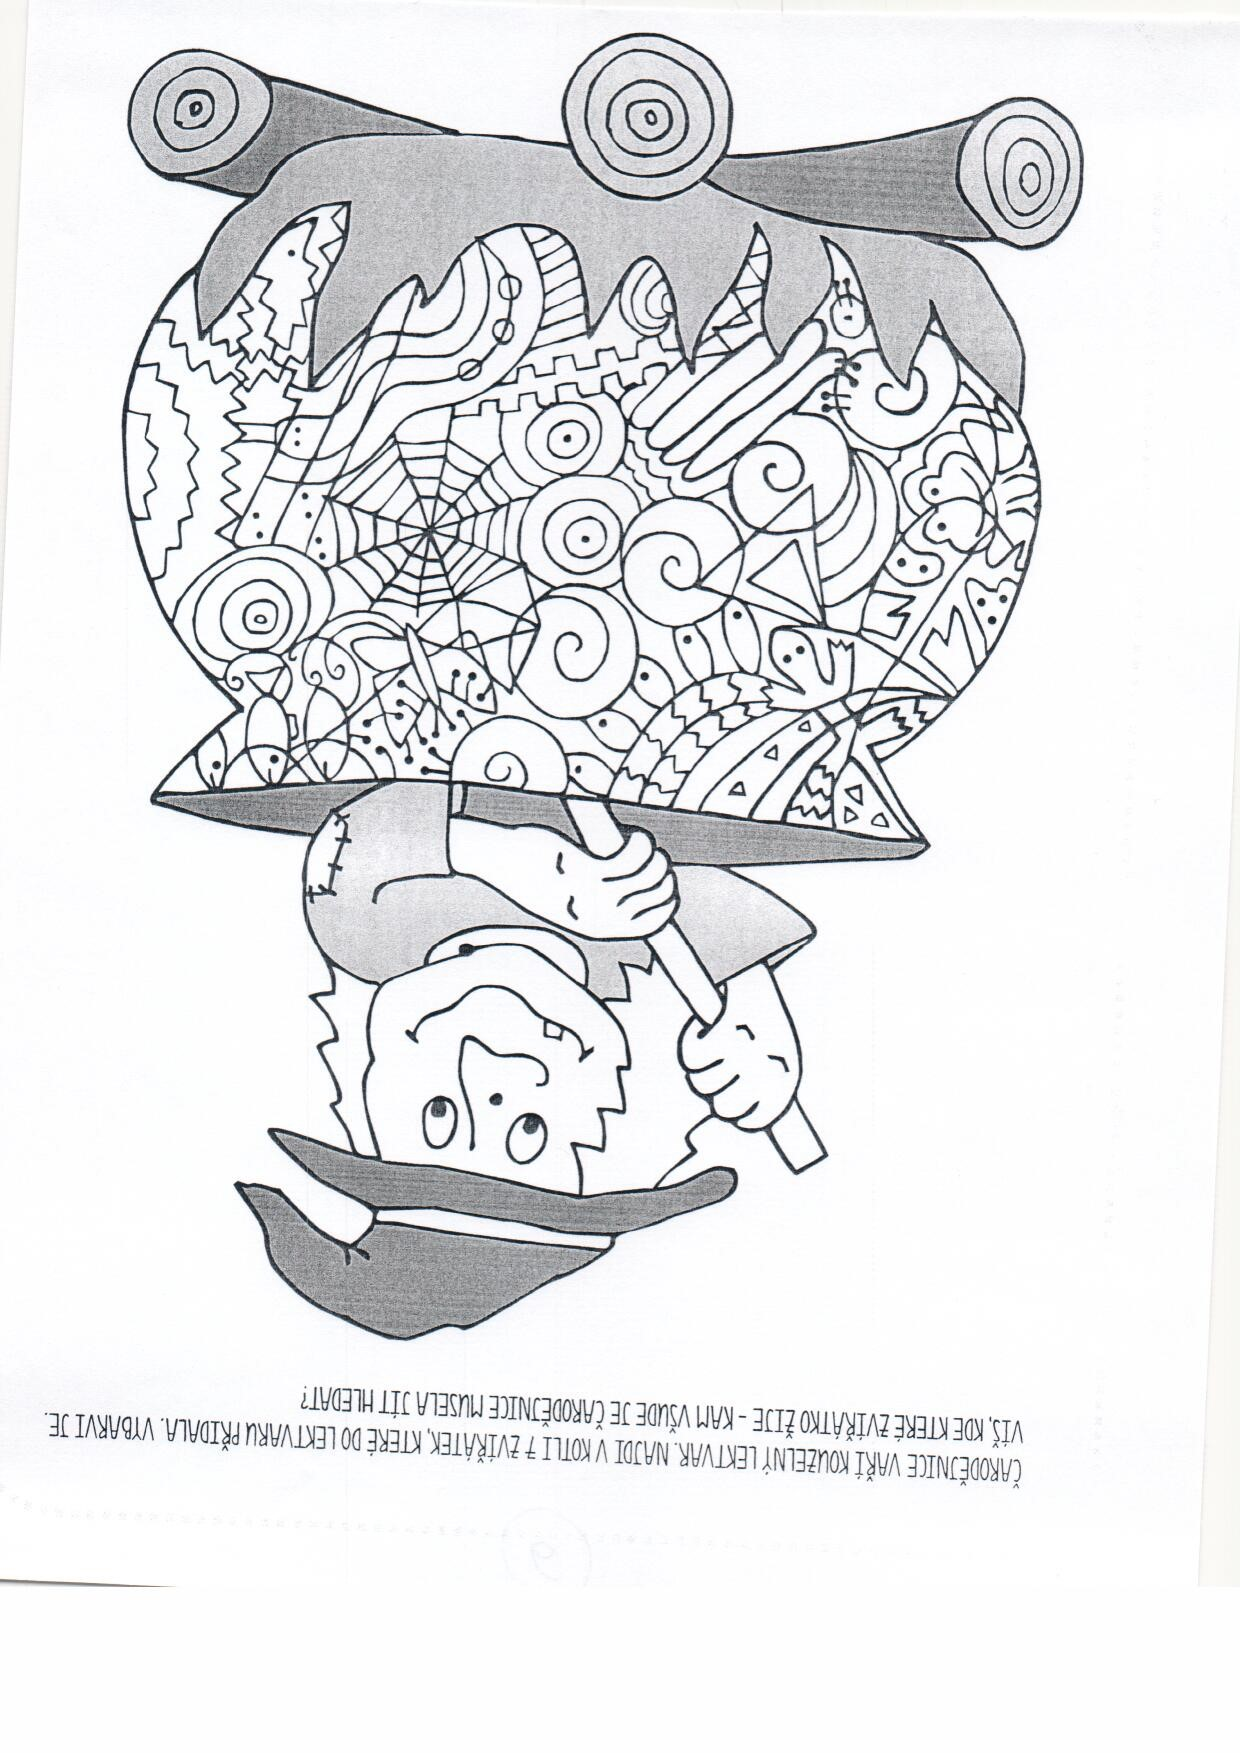 ČARODĚJNICE VAŘÍ KOUZELNÝ LEKTVAR. NAJDI V KOTLI 7 ZVÍŘÁTEK, KTERÉ DO LEKTVARU PŘIDALA. VYBARVI JE.
VÍŠ, KDE KTERÉ ZVÍŘÁTKO ŽIJE – KAM VŠUDE JE ČARODĚJNICE MUSELA JÍT HLEDAT?